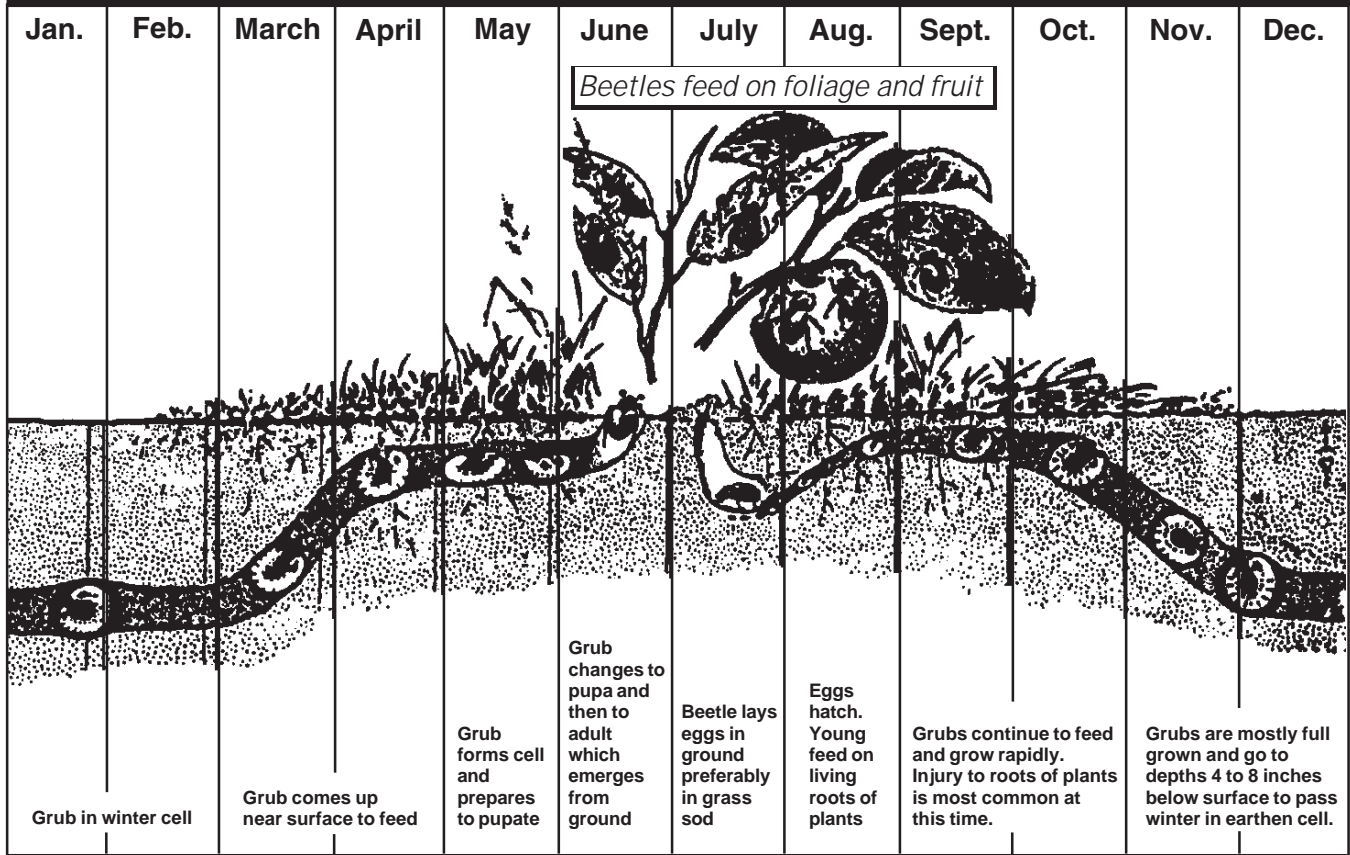 Jan. Feb. March April May June July Aug. Sept. Oct. Nov. Dec.
Beetles feed on foliage and fruit
Grub in winter cell
Grub comes up
near surface to feed
Grub
forms cell
and
prepares
to pupate
Grub
changes to
pupa and
then to
adult
which
emerges
from
ground
Beetle lays
eggs in
ground
preferably
in grass
sod
Eggs
hatch.
Young
feed on
living
roots of
plants
Grubs continue to feed
and grow rapidly.
Injury to roots of plants
is most common at
this time.
Grubs are mostly full
grown and go to
depths 4 to 8 inches
below surface to pass
winter in earthen cell.